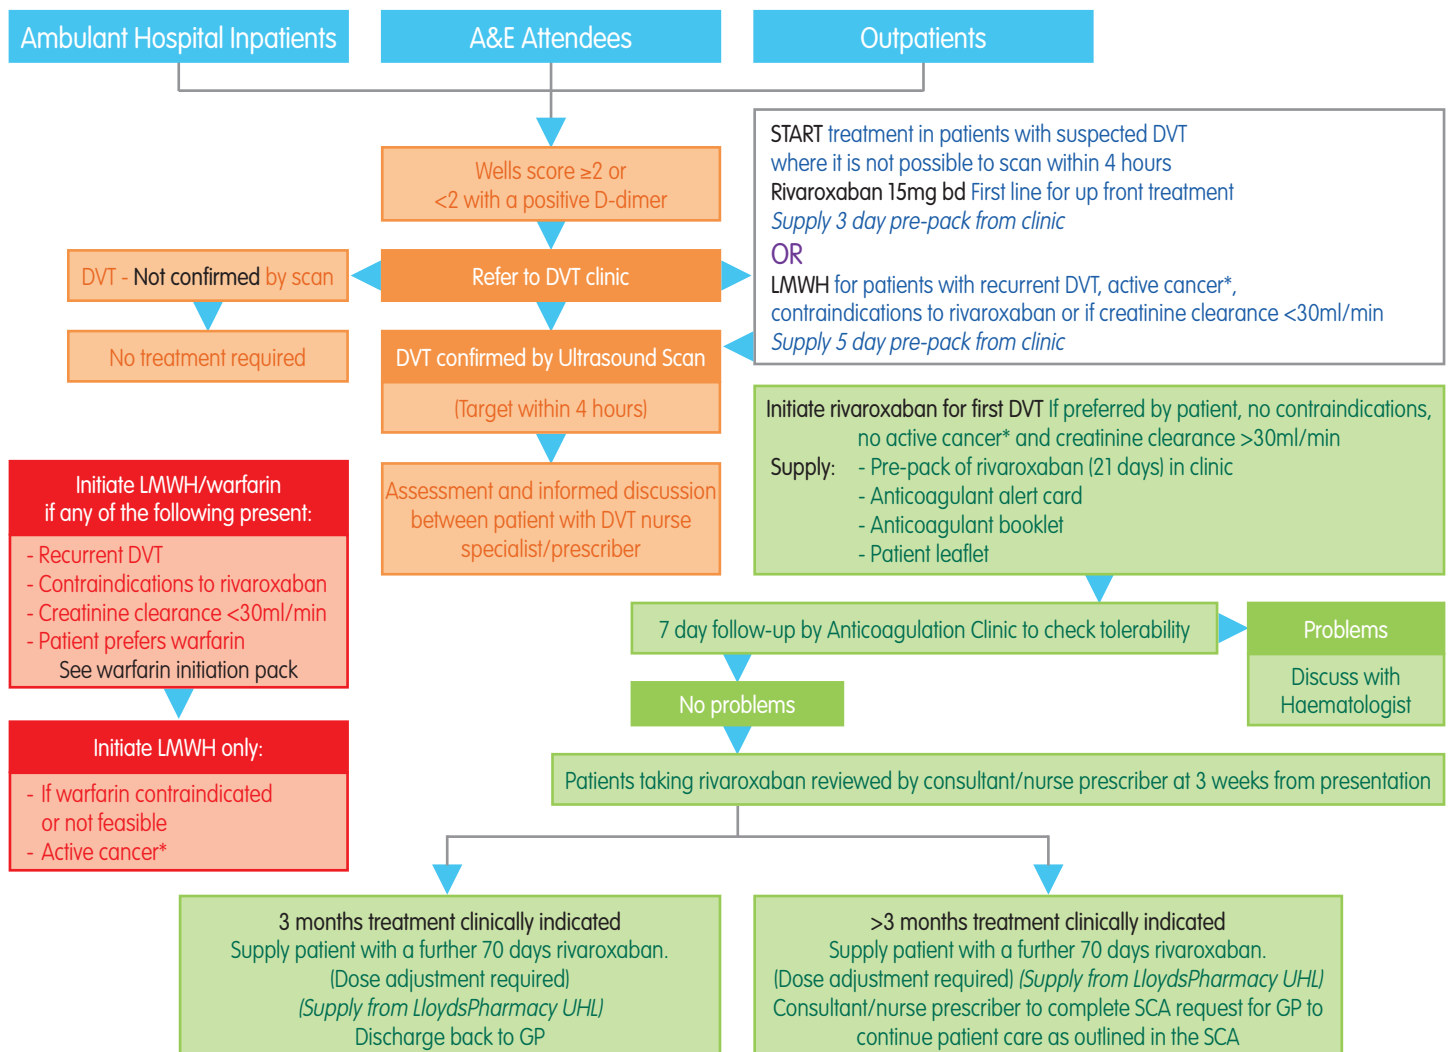 Ambulant Hospital Inpatients
A&E Attendees
Outpatients
Wells score ≥2 or
<2 with a positive D-dimer
START treatment in patients with suspected DVT
where it is not possible to scan within 4 hours
Rivaroxaban 15mg bd First line for up front treatment
Supply 3 day pre-pack from clinic
OR
LMWH for patients with recurrent DVT, active cancer*,
contraindications to rivaroxaban or if creatinine clearance <30ml/min
Supply 5 day pre-pack from clinic
DVT - Not confirmed by scan
Refer to DVT clinic
No treatment required
DVT confirmed by Ultrasound Scan
(Target within 4 hours)
Assessment and informed discussion
between patient with DVT nurse
specialist/prescriber
Initiate rivaroxaban for first DVT If preferred by patient, no contraindications,
no active cancer* and creatinine clearance >30ml/min
Supply: - Pre-pack of rivaroxaban (21 days) in clinic
- Anticoagulant alert card
- Anticoagulant booklet
- Patient leaflet
Initiate LMWH/warfarin
if any of the following present:
- Recurrent DVT
- Contraindications to rivaroxaban
- Creatinine clearance <30ml/min
- Patient prefers warfarin
See warfarin initiation pack
Initiate LMWH only:
- If warfarin contraindicated
or not feasible
- Active cancer*
7 day follow-up by Anticoagulation Clinic to check tolerability
Problems
Discuss with
Haematologist
No problems
Patients taking rivaroxaban reviewed by consultant/nurse prescriber at 3 weeks from presentation
3 months treatment clinically indicated
Supply patient with a further 70 days rivaroxaban.
(Dose adjustment required)
(Supply from LloydsPharmacy UHL)
Discharge back to GP
>3 months treatment clinically indicated
Supply patient with a further 70 days rivaroxaban.
(Dose adjustment required) (Supply from LloydsPharmacy UHL)
Consultant/nurse prescriber to complete SCA request for GP to
continue patient care as outlined in the SCA